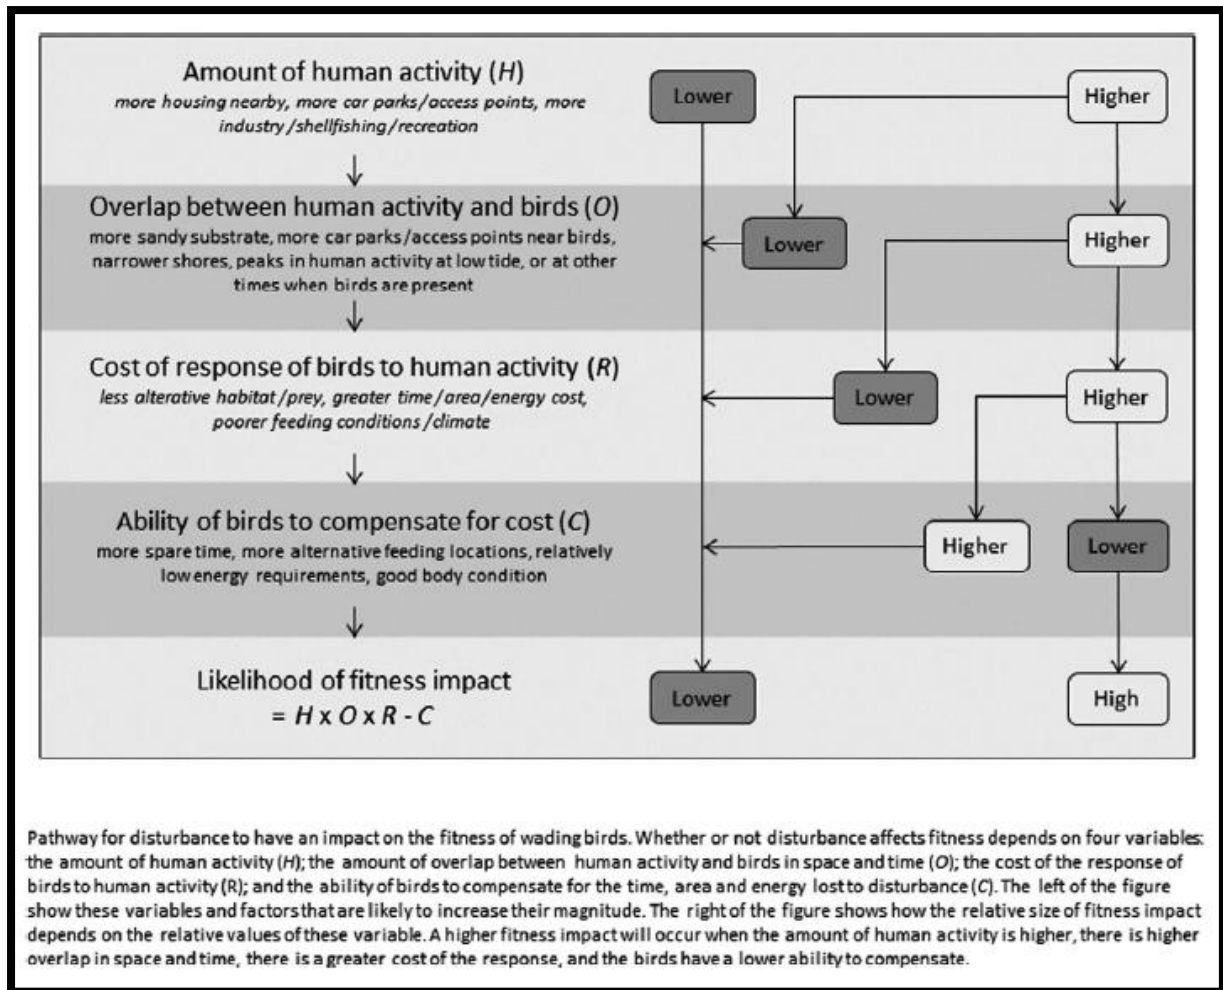 Amount of human activity (H)
more housing nearby, more car parks/access points, more
industry/shellfishing/recreation
Lower
Higher
Overlap between human activity and birds (O)
more sandy substrate, more car parks/access points near birds,
narrower shores, peaks in human activity at low tide, or at other
times when birds are present
Lower
Higher
Cost of response of birds to human activity (R)
less alterative habitat/prey, greater time/area/energy cost,
poorer feeding conditions/climate
Lower
Higher
Ability of birds to compensate for cost (C)
more spare time, more alternative feeding locations, relatively
low energy requirements, good body condition
Higher
Lower
Likelihood of fitness impact
= H x O x R - C
Lower
High
Pathway for disturbance to have an impact on the fitness of wading birds. Whether or not disturbance affects fitness depends on four variables:
the amount of human activity (H); the amount of overlap between human activity and birds in space and time (O); the cost of the response of
birds to human activity (R); and the ability of birds to compensate for the time, area and energy lost to disturbance (C). The left of the figure
show these variables and factors that are likely to increase their magnitude. The right of the figure shows how the relative size of fitness impact
depends on the relative values of these variable. A higher fitness impact will occur when the amount of human activity is higher, there is higher
overlap in space and time, there is a greater cost of the response, and the birds have a lower ability to compensate.